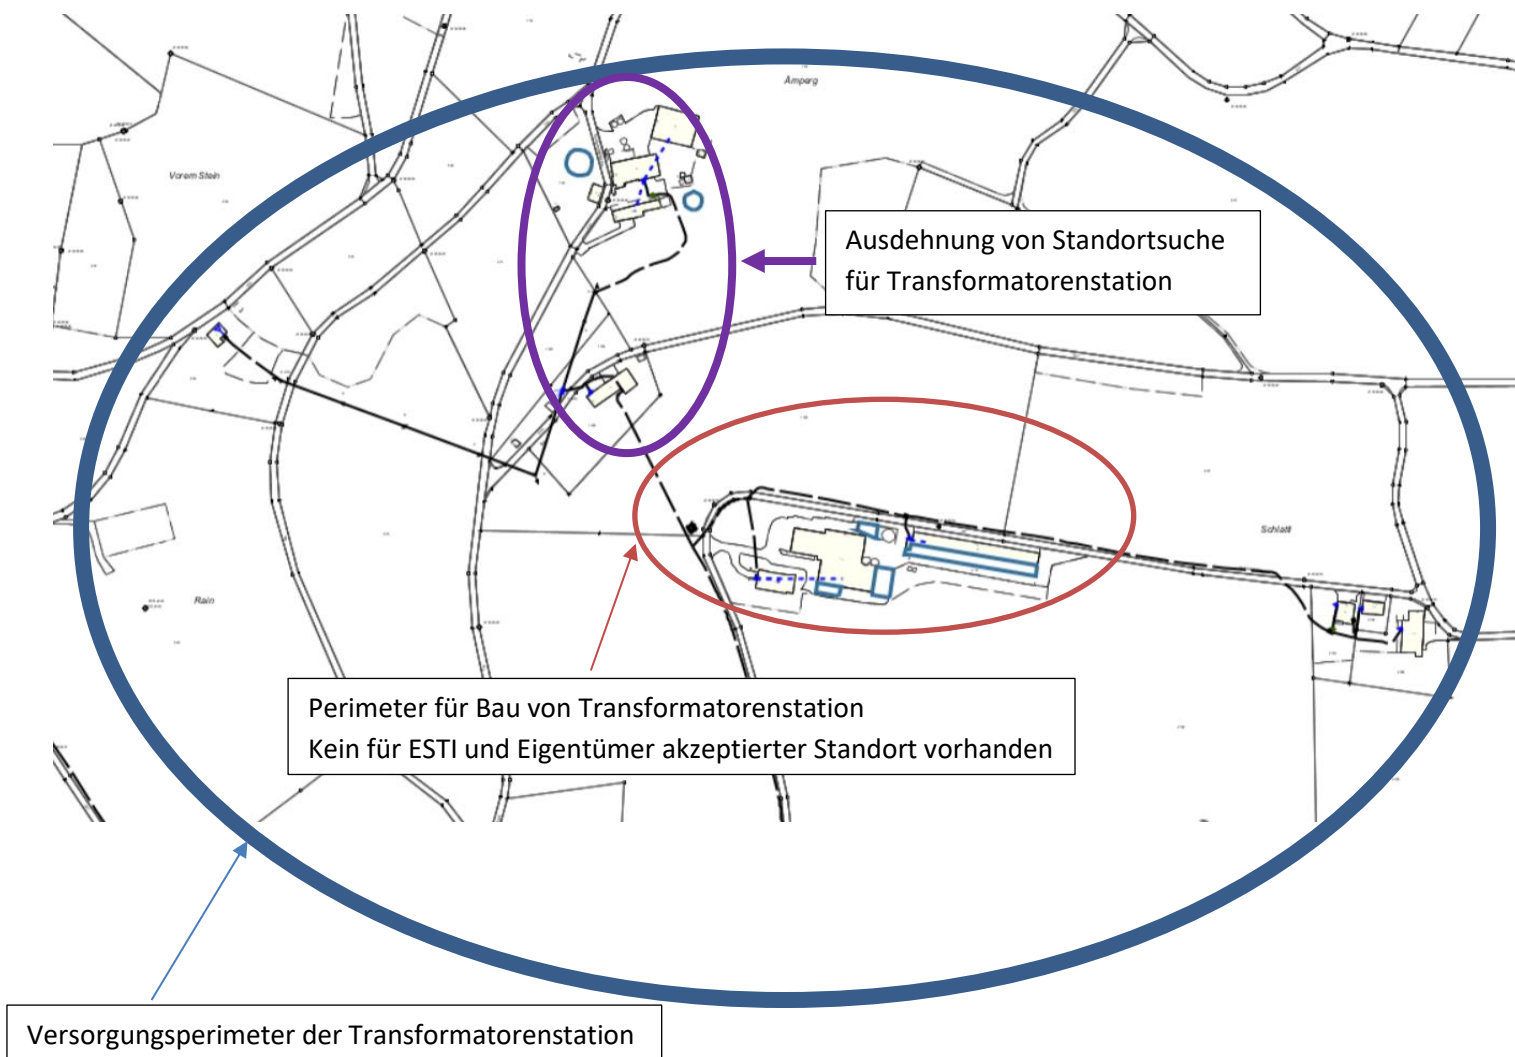 Amperg
Vorem Stein
Ausdehnung von Standortsuche
für Transformatorenstation
Schlatt
Rain
Perimeter für Bau von Transformatorenstation
Kein für ESTI und Eigentümer akzeptierter Standort vorhanden
Versorgungsperimeter der Transformatorenstation